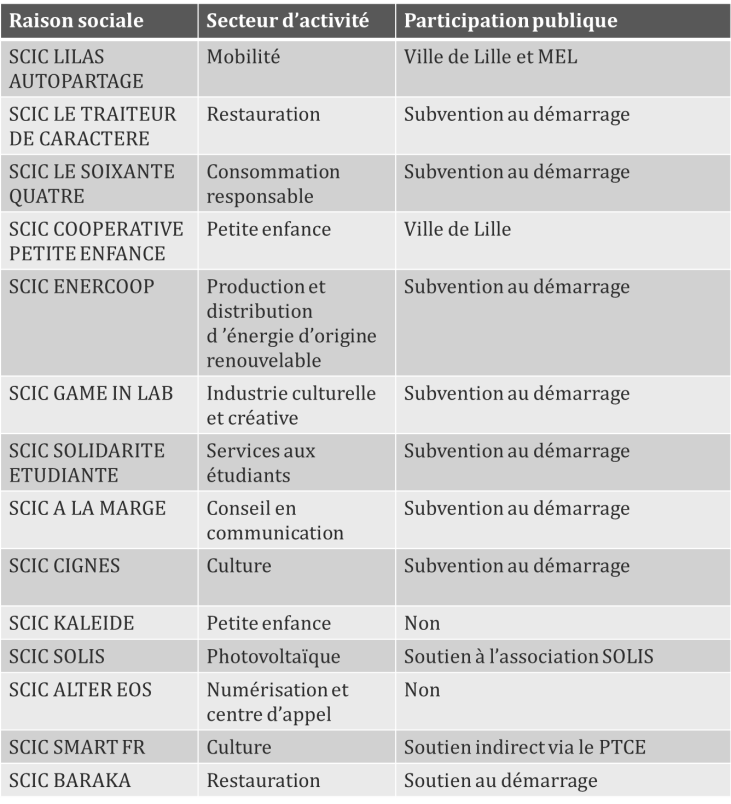 Raison sociale Secteur d’activité Participation publique
SCIC LILAS Mobilité Ville de Lille et MEL
AUTOPARTAGE
SCIC LE TRAITEUR Restauration Subvention au démarrage
DE CARACTERE
SCIC LE SOIXANTE Consommation Subvention au démarrage
QUATRE responsable
SCIC COOPERATIVE Petite enfance Ville de Lille
PETITE ENFANCE
SCIC ENERCOOP Production et Subvention au démarrage
distribution
d ’énergie d’origine
renouvelable
SCIC GAME IN LAB Industrie culturelle Subvention au démarrage
et créative
SCIC SOLIDARITE Services aux Subvention au démarrage
ETUDIANTE étudiants
SCIC A LA MARGE Conseil en Subvention au démarrage
communication
SCIC CIGNES Culture Subvention au démarrage
SCIC KALEIDE Petite enfance Non
SCIC SOLIS Photovoltaïque Soutien à l’association SOLIS
SCIC ALTER EOS Numérisation et Non
centre d’appel
SCIC SMART FR Culture Soutien indirect via le PTCE
SCIC BARAKA Restauration Soutien au démarrage